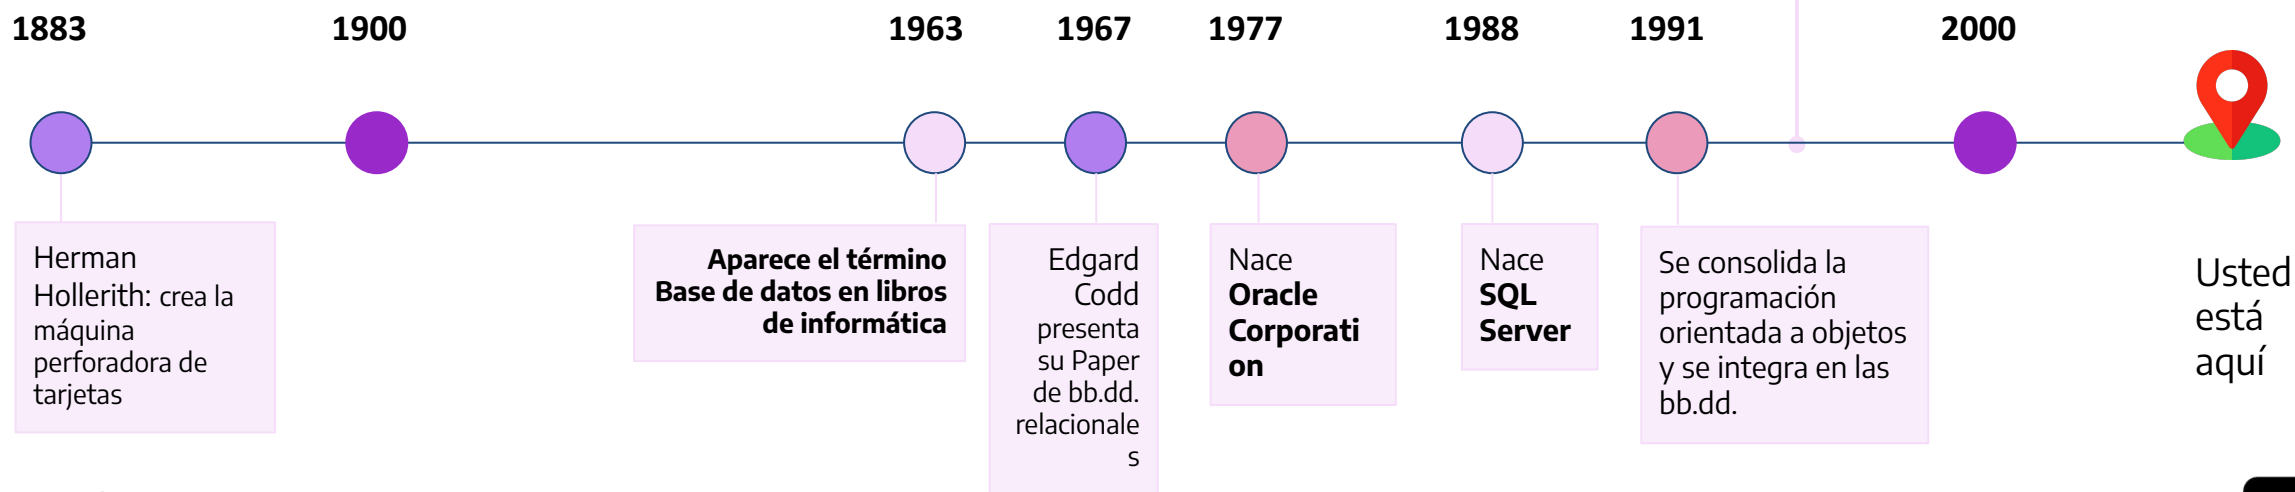 1883
1900
1963
1967
1977
1988
1991
2000
Herman
Hollerith: crea la
máquina
perforadora de
tarjetas
Aparece el término
Base de datos en libros
de informática
Edgard
Codd
presenta
su Paper
de bb.dd.
relacionale
s
Nace
Oracle
Corporati
on
Nace
SQL
Server
Se consolida la
programación
orientada a objetos
y se integra en las
bb.dd.
Usted
está
aquí